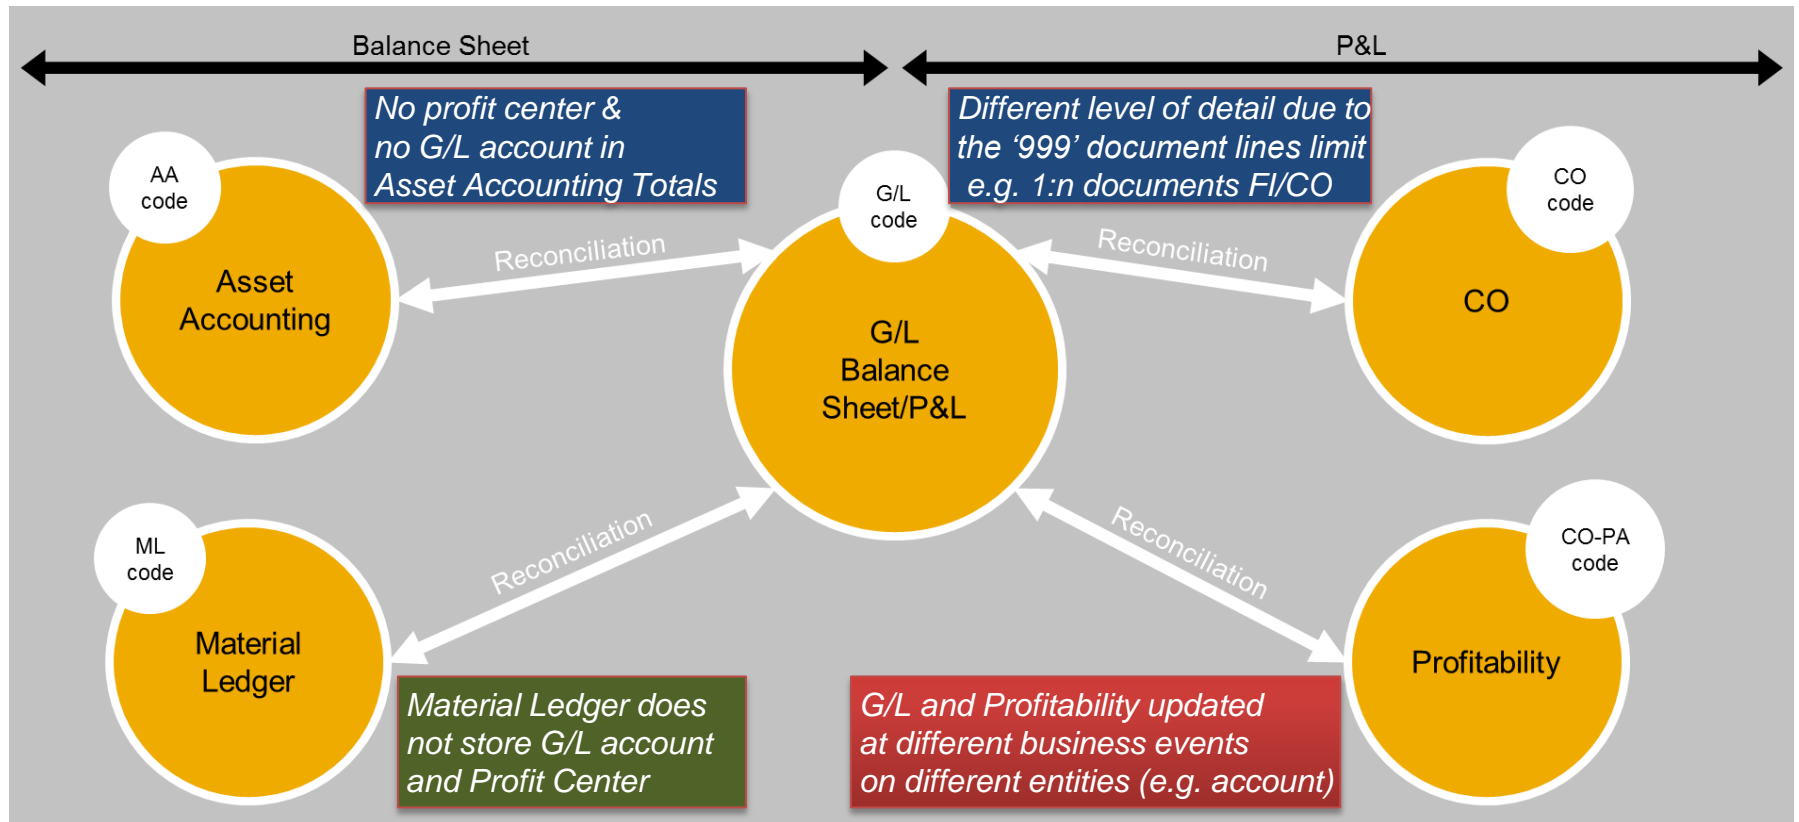 Balance Sheet
P&L
No profit center &
no G/L account in
Asset Accounting Totals
Different level of detail due to
the ‘999’ document lines limit
e.g. 1:n documents FI/CO
AA
code
G/L
code
CO
code
Reconciliation
Reconciliation
Asset
Accounting
G/L
Balance
Sheet/P&L
CO
ML
code
Reconciliation
Reconciliation
CO-PA
code
Material
Ledger
Profitability
Material Ledger does
not store G/L account
and Profit Center
G/L and Profitability updated
at different business events
on different entities (e.g. account)